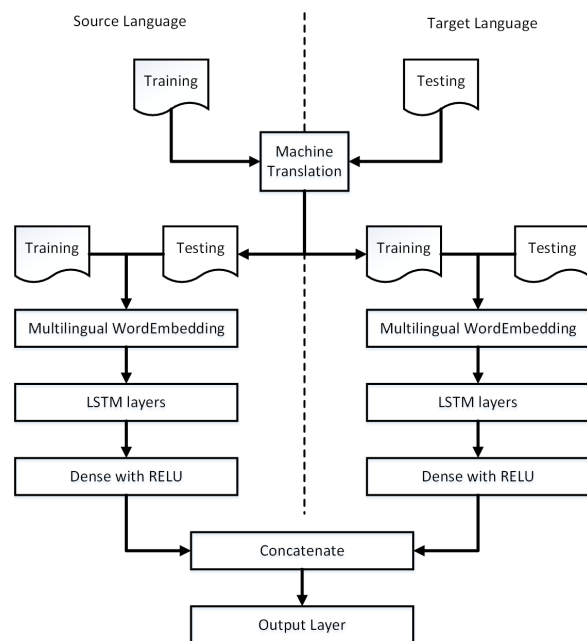 Source Language
Target Language
Training
Testing
Machine
Translation
Training
Testing
Training
Testing
Multilingual WordEmbedding
Multilingual WordEmbedding
LSTM layers
LSTM layers
Dense with RELU
Dense with RELU
Concatenate
Output Layer